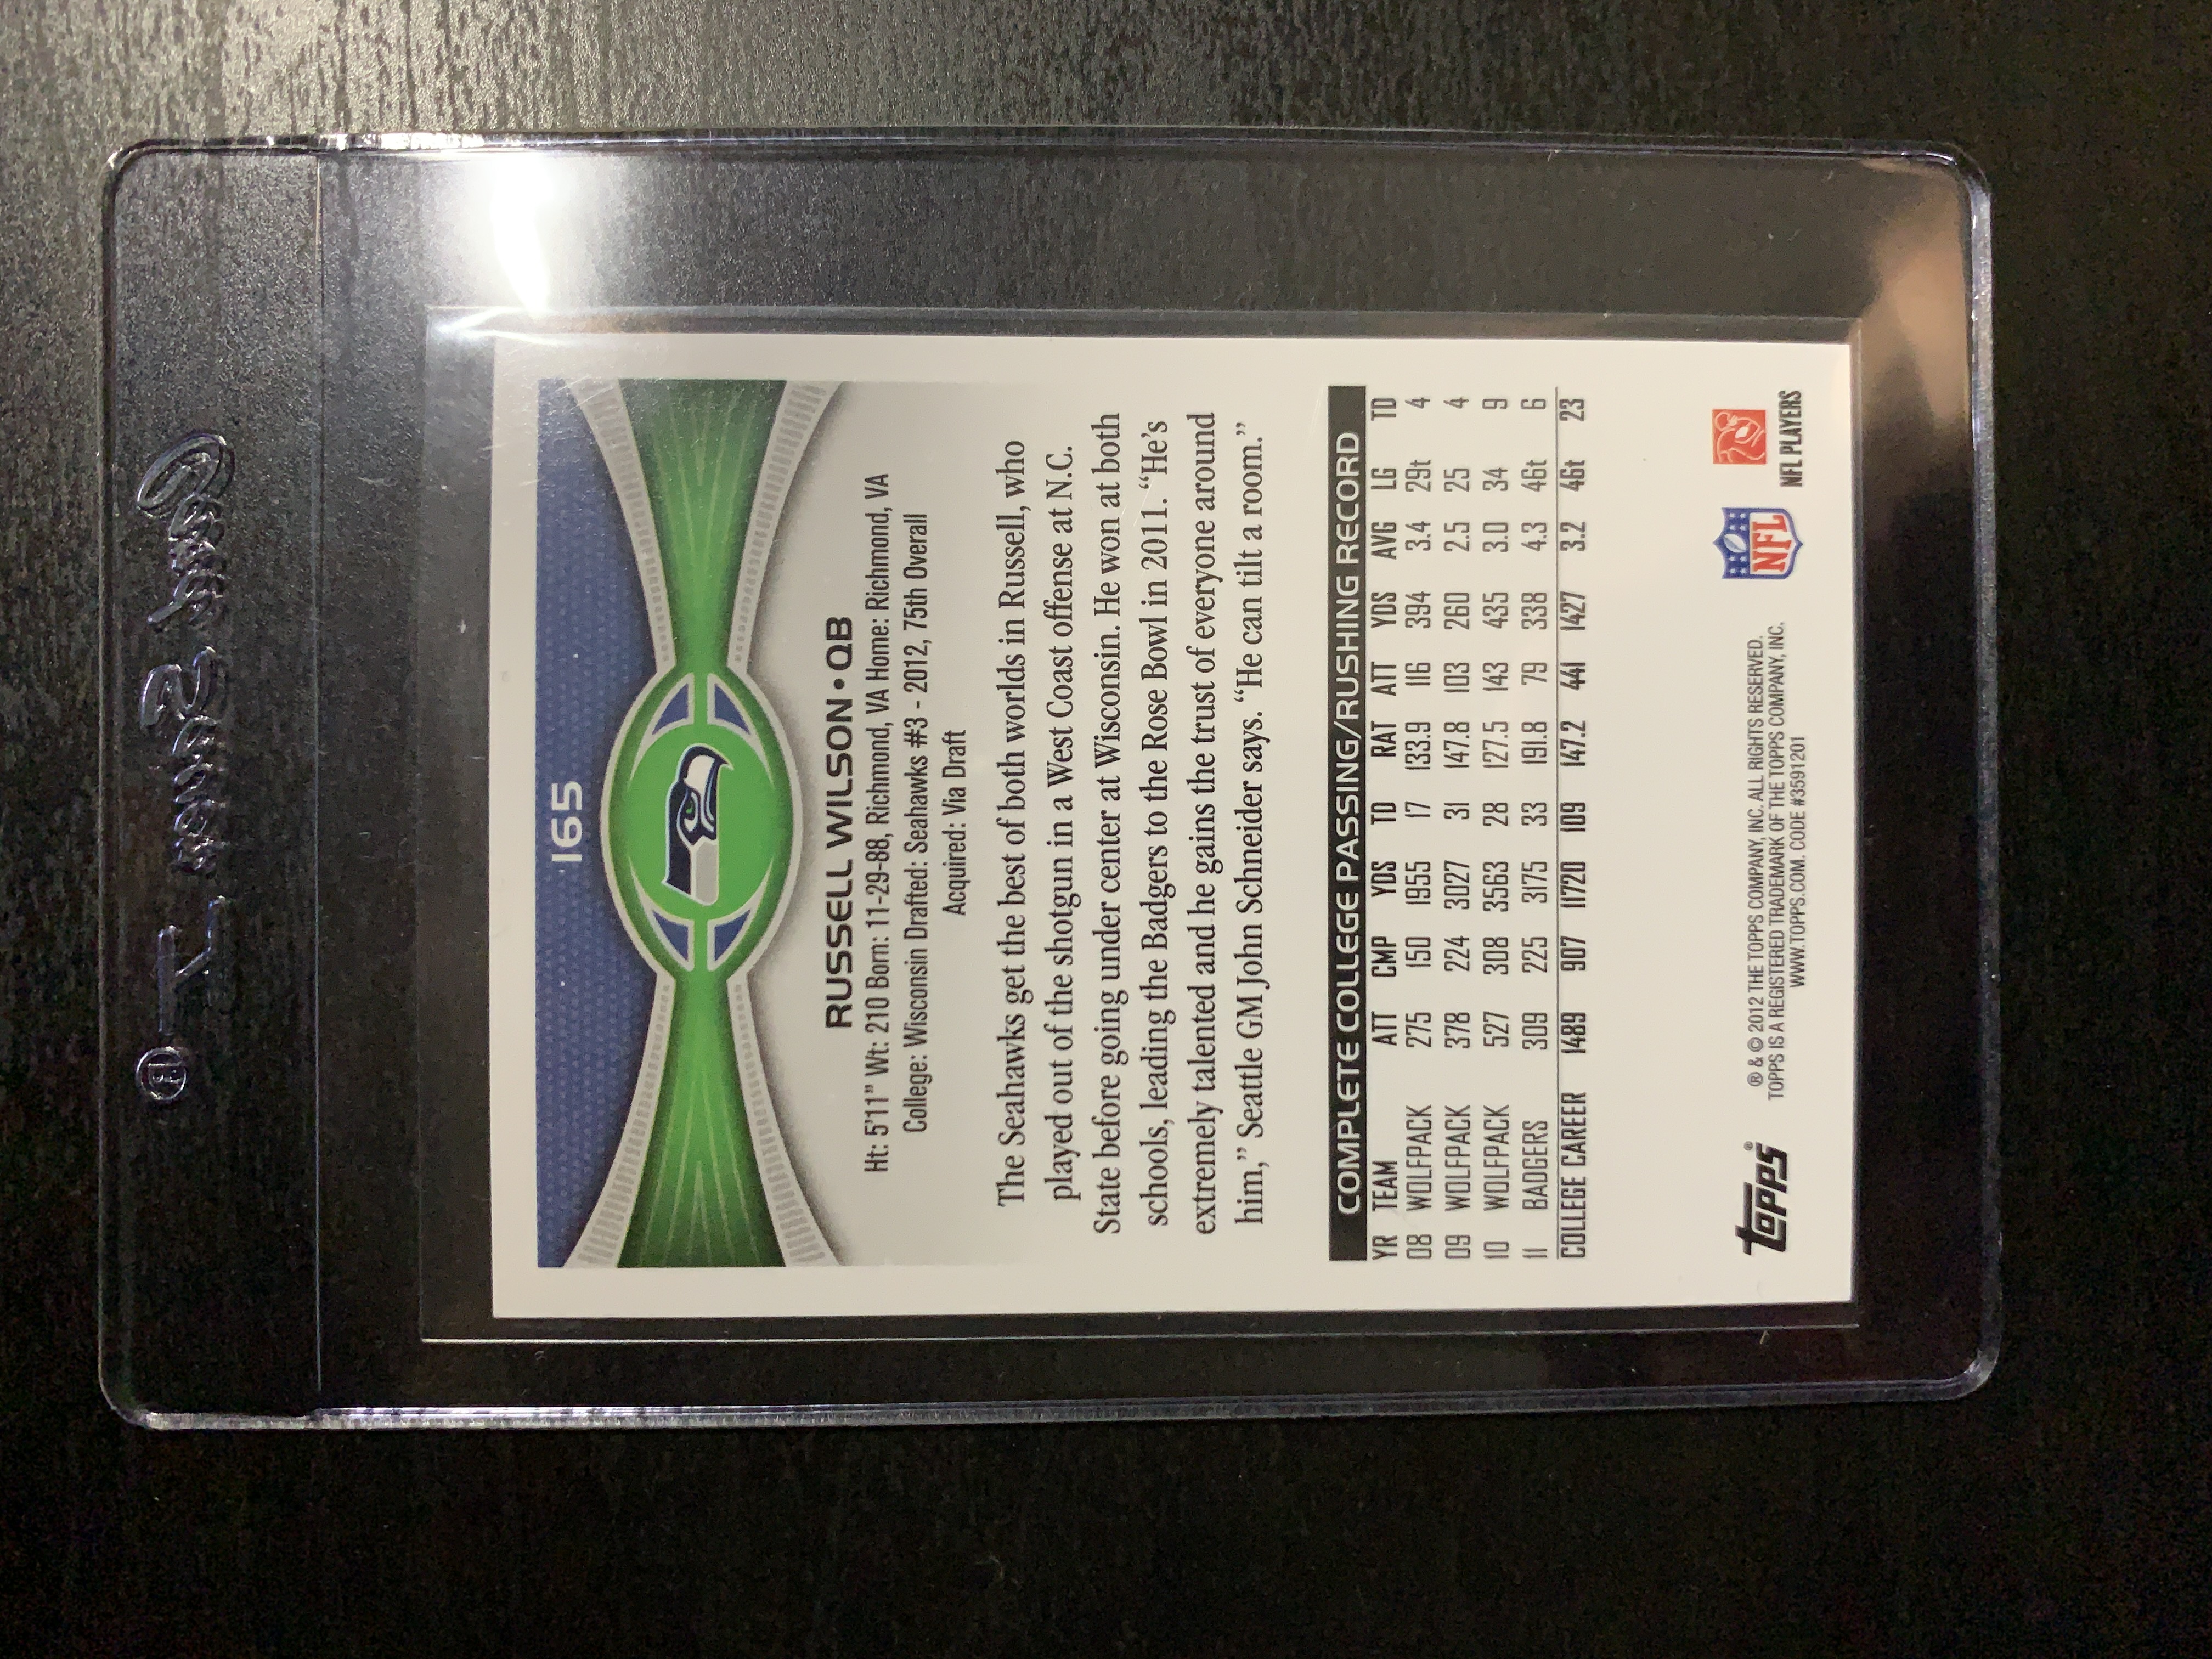 Card Saver I®
165
RUSSELL WILSON • QB
Ht: 5'11" Wt: 210 Born: 11-29-88, Richmond, VA Home: Richmond, VA
College: Wisconsin Drafted: Seahawks #3 - 2012, 75th Overall
Acquired: Via Draft
The Seahawks get the best of both worlds in Russell, who
played out of the shotgun in a West Coast offense at N.C.
State before going under center at Wisconsin. He won at both
schools, leading the Badgers to the Rose Bowl in 2011. “He’s
extremely talented and he gains the trust of everyone around
him,” Seattle GM John Schneider says. “He can tilt a room.”
COMPLETE COLLEGE PASSING/RUSHING RECORD
YR TEAM ATT CMP YDS TD RAT ATT YDS AVG LG TD
08 WOLFPACK 275 150 1955 17 133.9 116 394 3.4 29t 4
09 WOLFPACK 378 224 3027 31 147.8 103 260 2.5 25 4
10 WOLFPACK 527 308 3563 28 127.5 143 435 3.0 34 9
11 BADGERS 309 225 3175 33 191.8 79 338 4.3 46t 6
COLLEGE CAREER 1489 907 11720 109 147.2 441 1427 3.2 46t 23
topps®
® & © 2012 THE TOPPS COMPANY, INC. ALL RIGHTS RESERVED.
TOPPS IS A REGISTERED TRADEMARK OF THE TOPPS COMPANY, INC.
WWW.TOPPS.COM. CODE #3591201
NFL
NFL PLAYERS